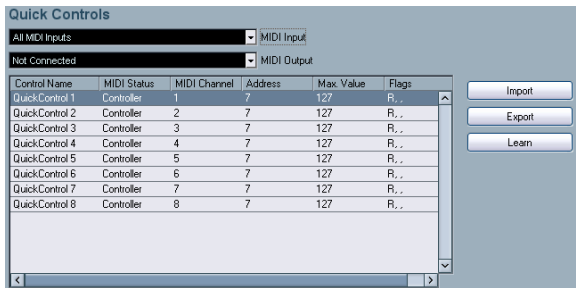 Quick Controls
All MIDI Inputs MIDI Input
Not Connected MIDI Output
Control Name MIDI Status MIDI Channel Address Max. Value Flags
QuickControl 1 Controller 1 7 127 R, ,
QuickControl 2 Controller 2 7 127 R, ,
QuickControl 3 Controller 3 7 127 R, ,
QuickControl 4 Controller 4 7 127 R, ,
QuickControl 5 Controller 5 7 127 R, ,
QuickControl 6 Controller 6 7 127 R, ,
QuickControl 7 Controller 7 7 127 R, ,
QuickControl 8 Controller 8 7 127 R, ,
Import
Export
Learn